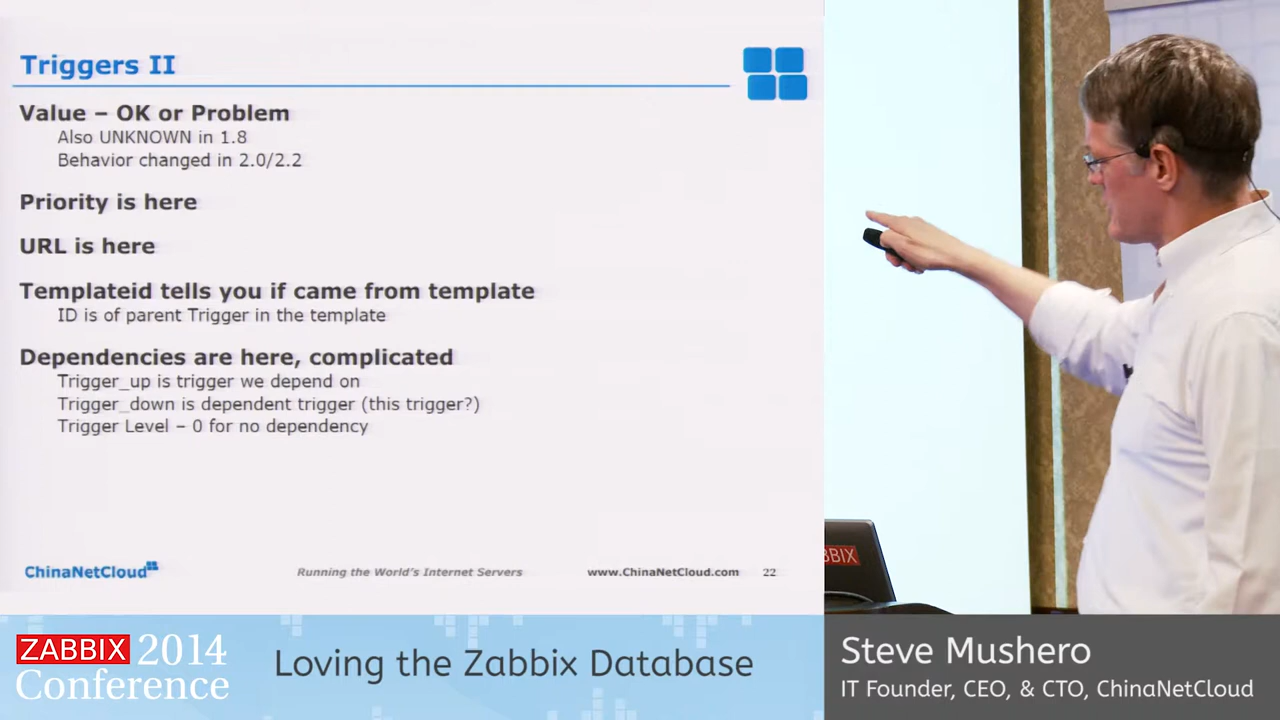 Triggers II
Value – OK or Problem
Also UNKNOWN in 1.8
Behavior changed in 2.0/2.2
Priority is here
URL is here
Templateid tells you if came from template
ID is of parent Trigger in the template
Dependencies are here, complicated
Trigger_up is trigger we depend on
Trigger_down is dependent trigger (this trigger?)
Trigger Level – 0 for no dependency
ChinaNetCloud
Running the World's Internet Servers
www.ChinaNetCloud.com
22
BBIX
ZABBIX 2014
Conference
Loving the Zabbix Database
Steve Mushero
IT Founder, CEO, & CTO, ChinaNetCloud